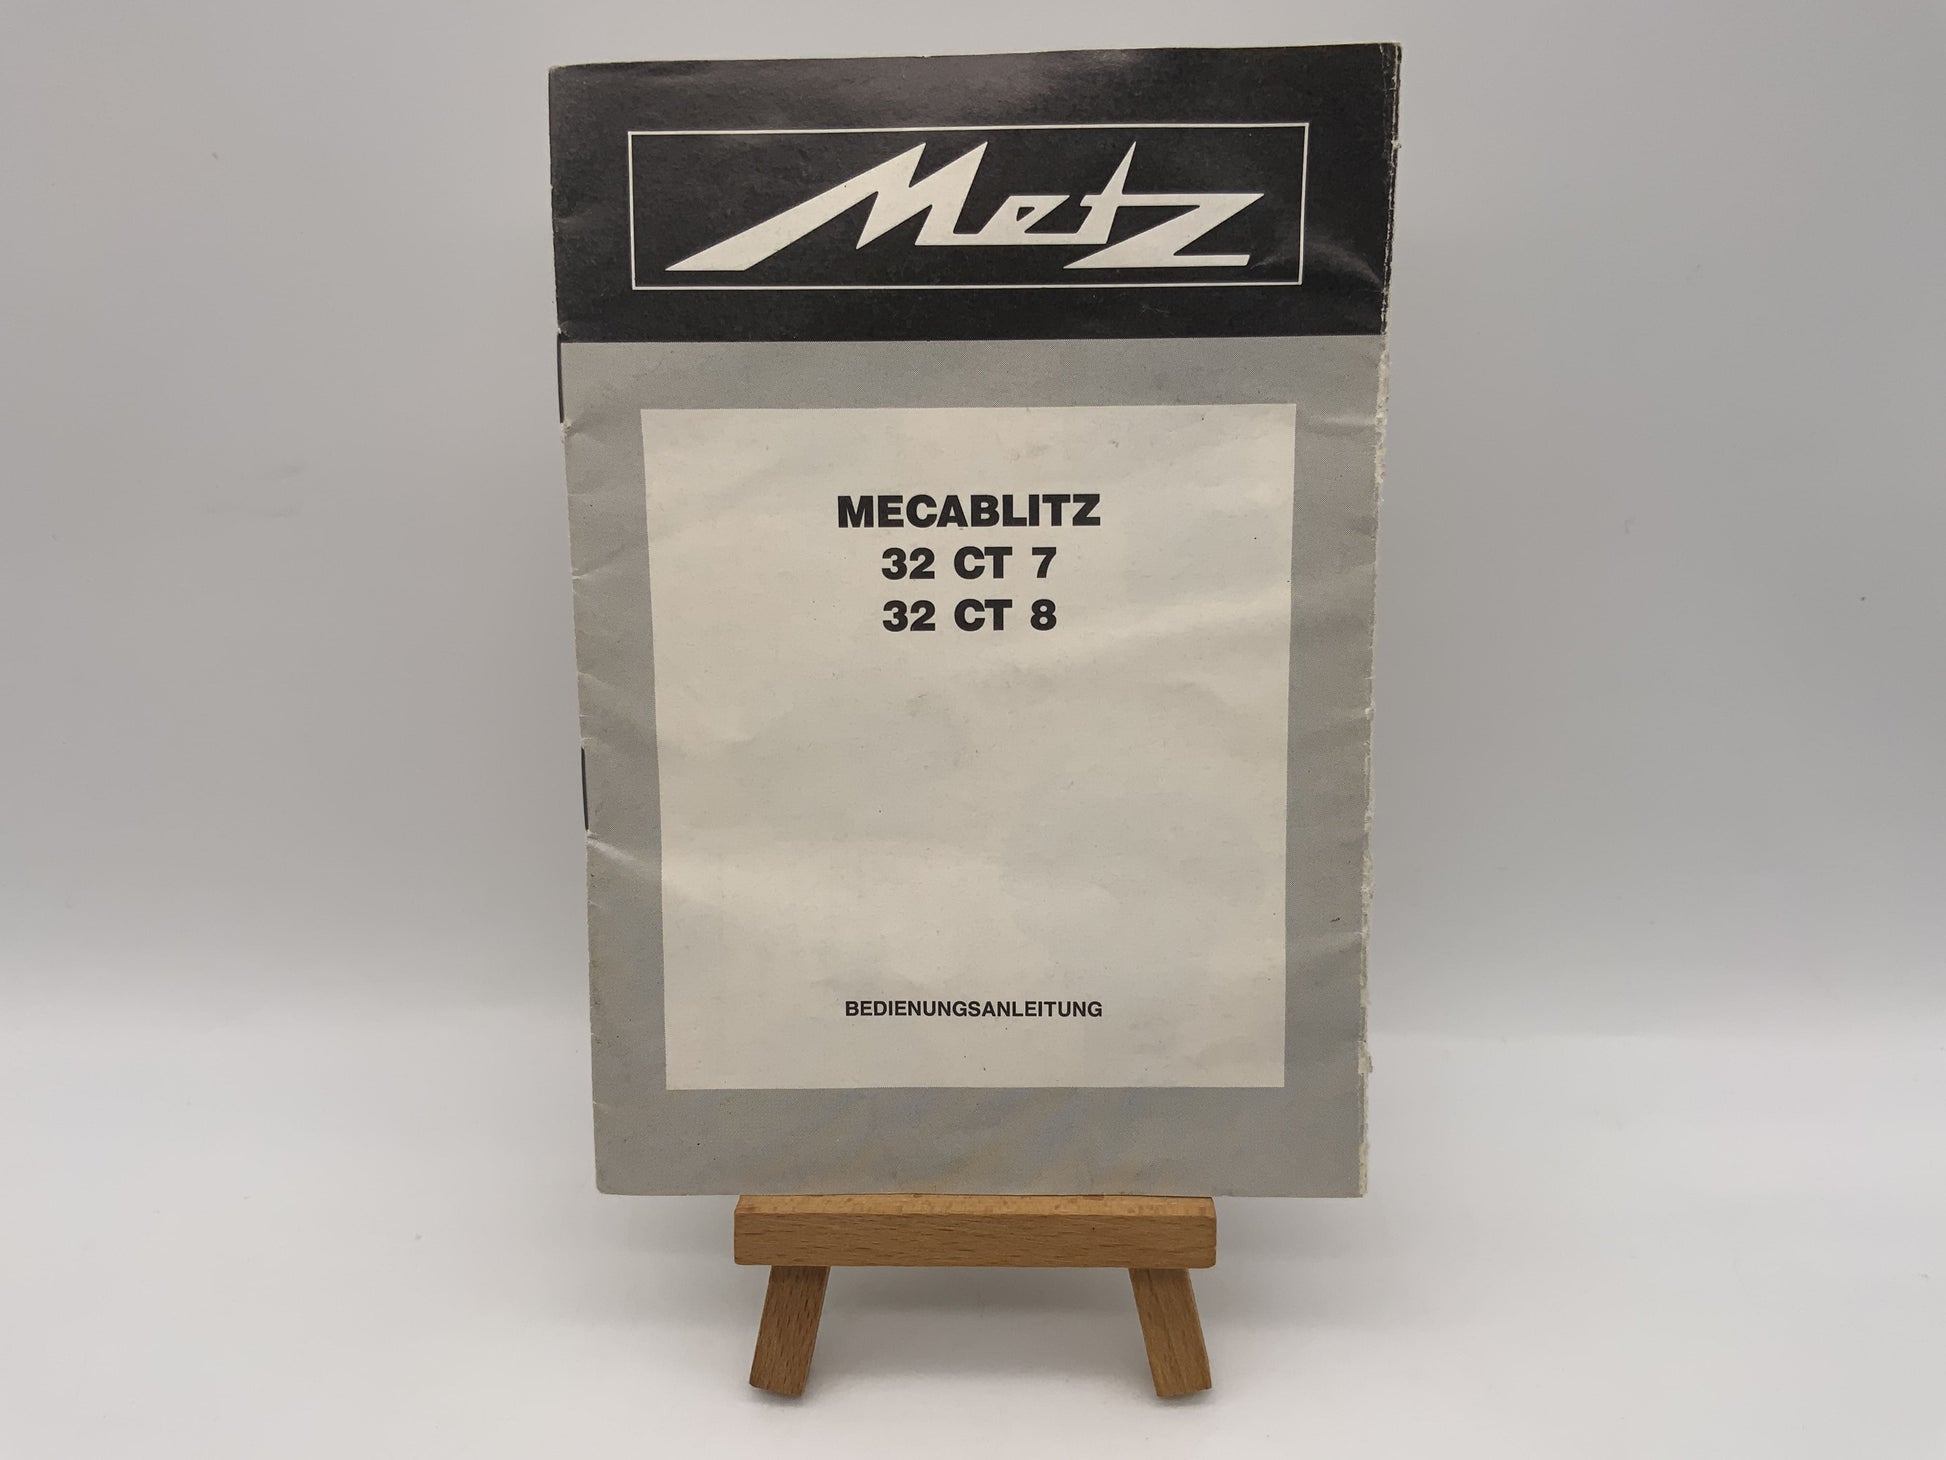 Metz
MECABLITZ
32 CT 7
32 CT 8
BEDIENUNGSANLEITUNG